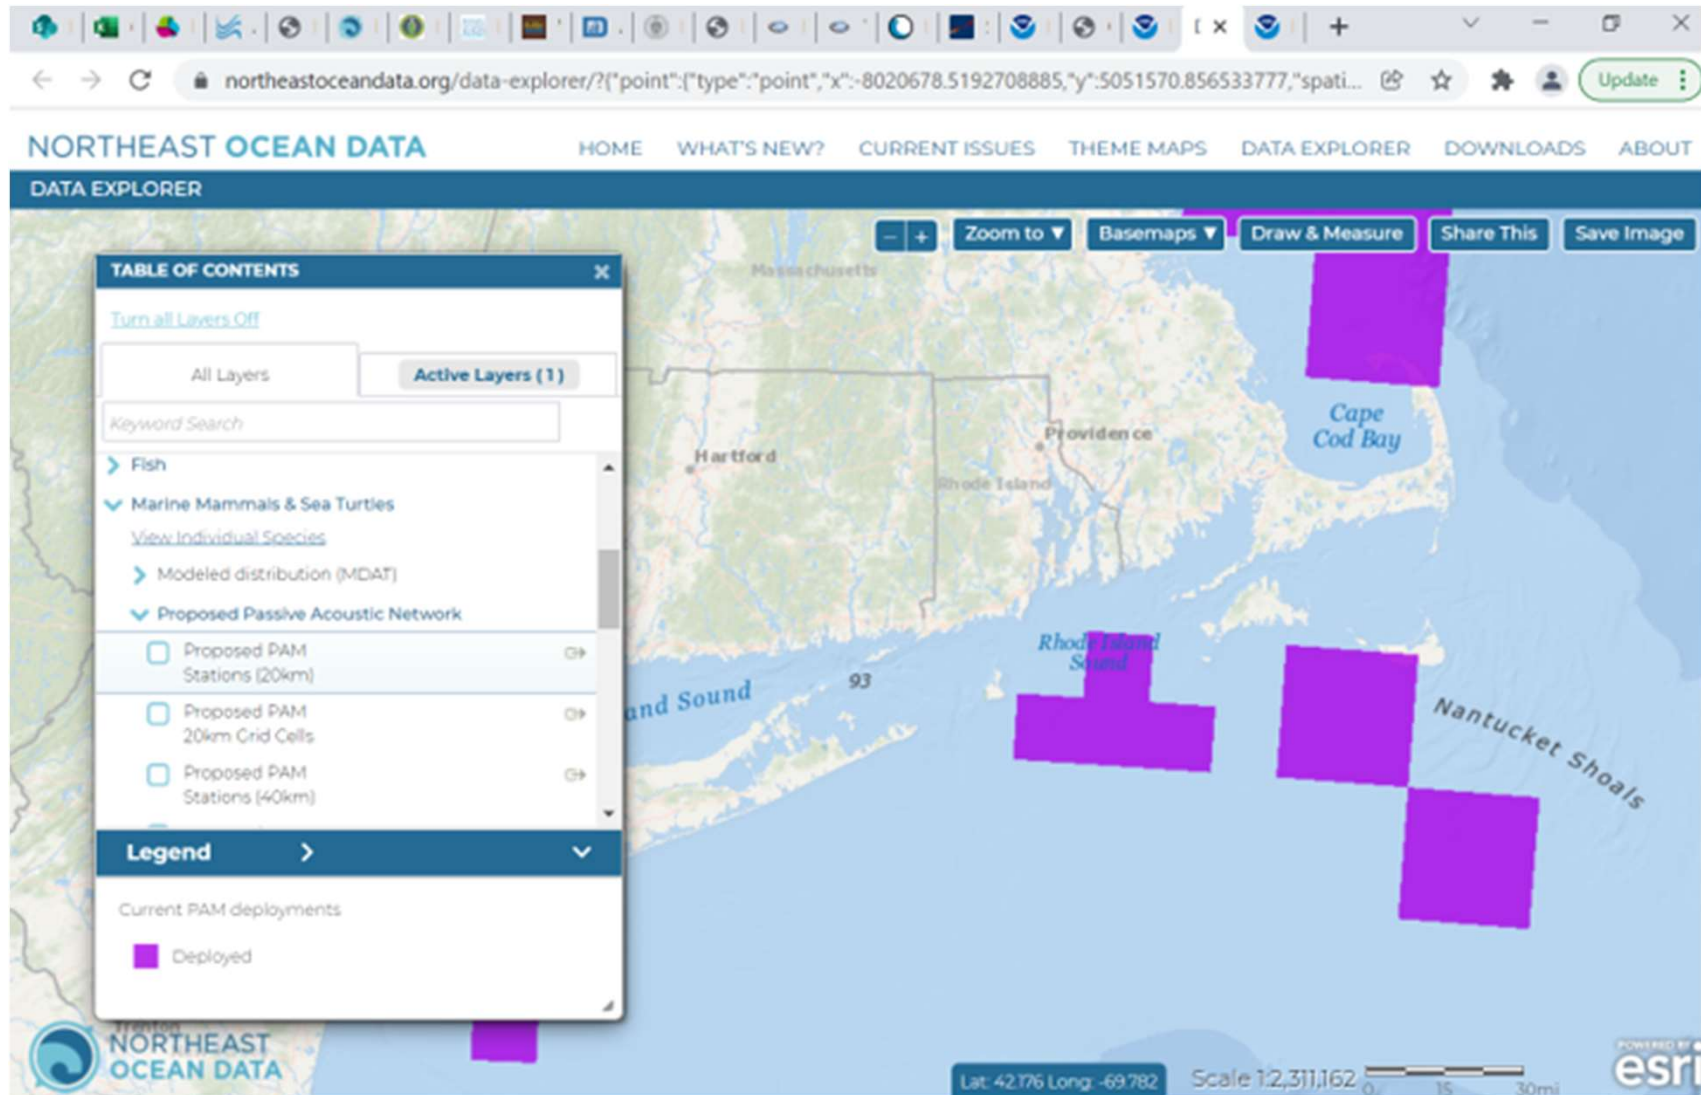 northeastoceandata.org/data-explorer/?{"point":{"type":"point","x":-8020678.5192708885,"y":5051570.856533777,"spati...
Update
NORTHEAST OCEAN DATA
HOME WHAT'S NEW? CURRENT ISSUES THEME MAPS DATA EXPLORER DOWNLOADS ABOUT
DATA EXPLORER
− + Zoom to ▼ Basemaps ▼ Draw & Measure Share This Save Image
TABLE OF CONTENTS
Turn all Layers Off
All Layers Active Layers (1)
Keyword Search
Fish
Marine Mammals & Sea Turtles
View Individual Species
Modeled distribution (MDAT)
Proposed Passive Acoustic Network
Proposed PAM
Stations (20km)
Proposed PAM
20km Grid Cells
Proposed PAM
Stations (40km)
Legend
Current PAM deployments
Deployed
Massachusetts
Cape
Cod Bay
Providence
Hartford
Rhode Island
Rhode Island
Sound
93
and Sound
Nantucket Shoals
Trenton
NORTHEAST
OCEAN DATA
Lat: 42.176 Long: -69.782
Scale 1:2,311,162
0 15 30mi
POWERED BY
esri